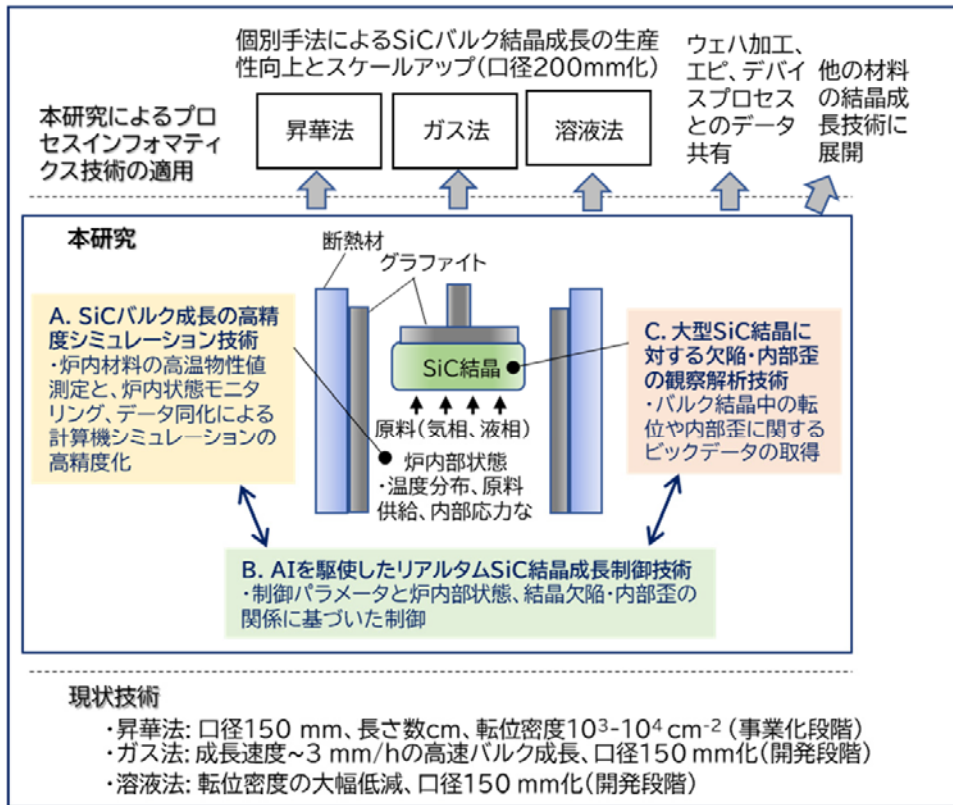 個別手法によるSiCバルク結晶成長の生産
性向上とスケールアップ(口径200mm化)
ウェハ加工、
エピ、デバイ
スプロセス
とのデータ
共有
他の材料
の結晶成
長技術に
展開
本研究によるプロ
セスインフォマティ
クス技術の適用
昇華法
ガス法
溶液法
本研究
断熱材
グラファイト
A. SiCバルク成長の高精
度シミュレーション技術
・炉内材料の高温物性値
測定と、炉内状態モニタ
リング、データ同化による
計算機シミュレーションの
高精度化
SiC結晶
原料(気相、液相)
炉内部状態
・温度分布、原料
供給、内部応力な
C. 大型SiC結晶に
対する欠陥・内部歪
の観察解析技術
・バルク結晶中の転
位や内部歪に関する
ビックデータの取得
B. AIを駆使したリアルタムSiC結晶成長制御技術
・制御パラメータと炉内部状態、結晶欠陥・内部歪の
関係に基づいた制御
現状技術
・昇華法: 口径150 mm、長さ数cm、転位密度10³-10⁴ cm⁻² (事業化段階)
・ガス法: 成長速度~3 mm/hの高速バルク成長、口径150 mm化(開発段階)
・溶液法: 転位密度の大幅低減、口径150 mm化(開発段階)